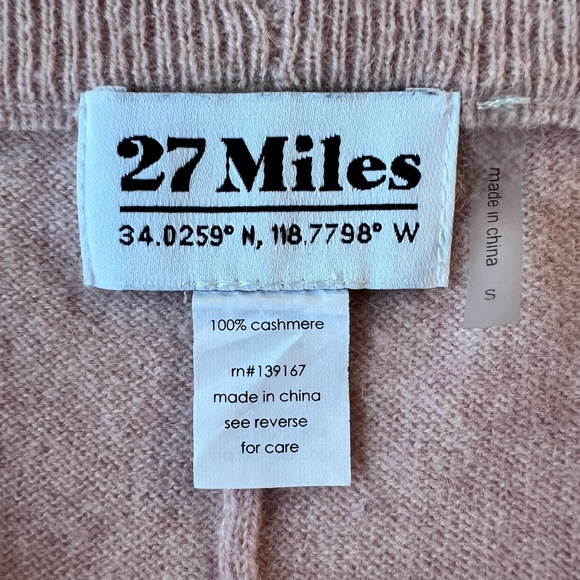 27 Miles
34.0259° N, 118.7798° W
made in china
S
100% cashmere
rn#139167
made in china
see reverse
for care